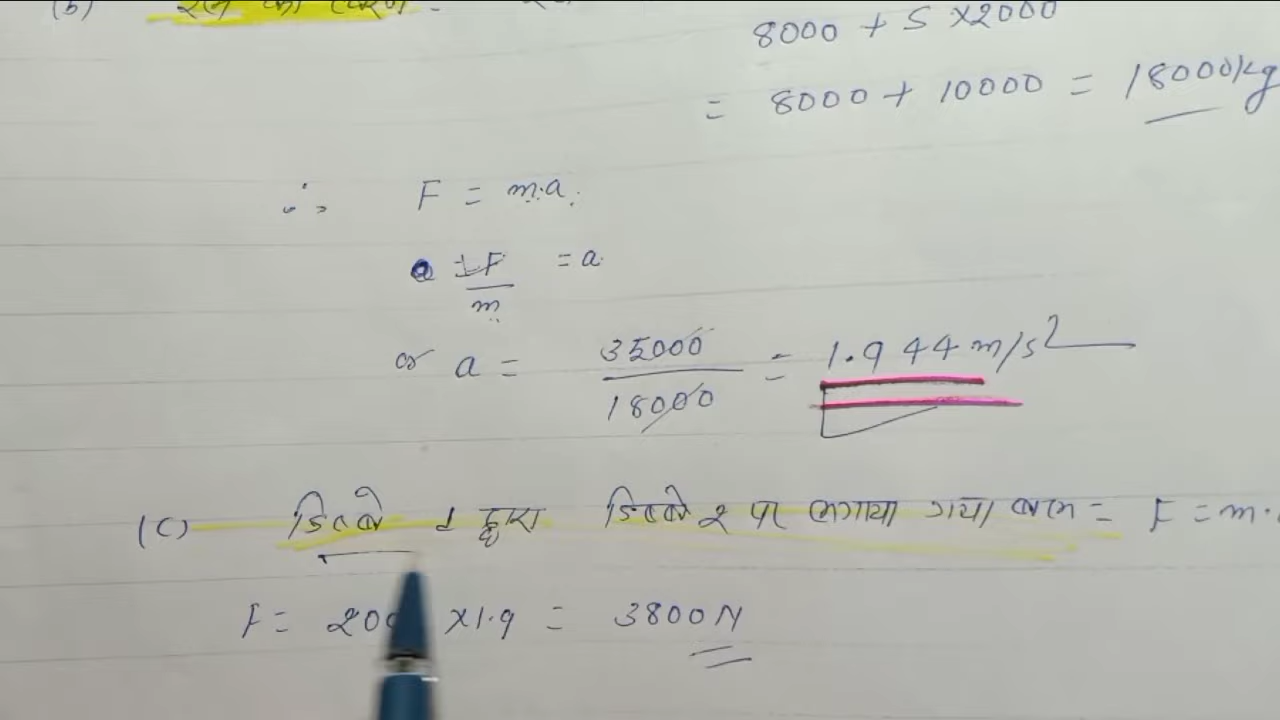 (b)
8000 + 5 X2000
= 8000 + 10000 = 18000kg
∴ F = m.a.
F = a
m
or a = 35000 = 1.944 m/s2
18000
(C) डिब्बे 1 द्वारा डिब्बे 2 पर लगाया गया बल = F = m.
F = 200 X1.9 = 3800N